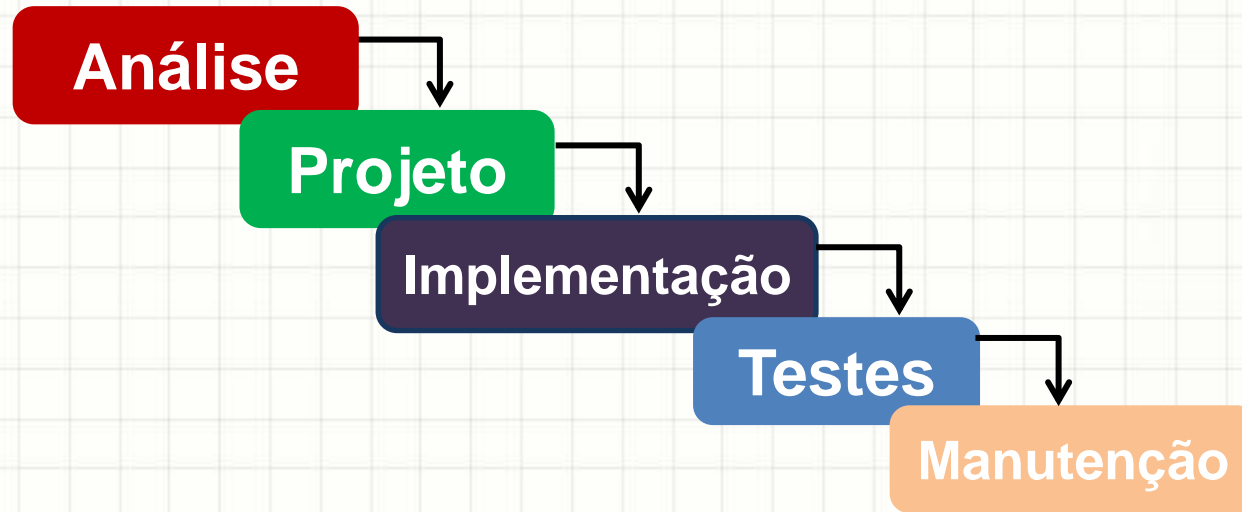 Análise
Projeto
Implementação
Testes
Manutenção